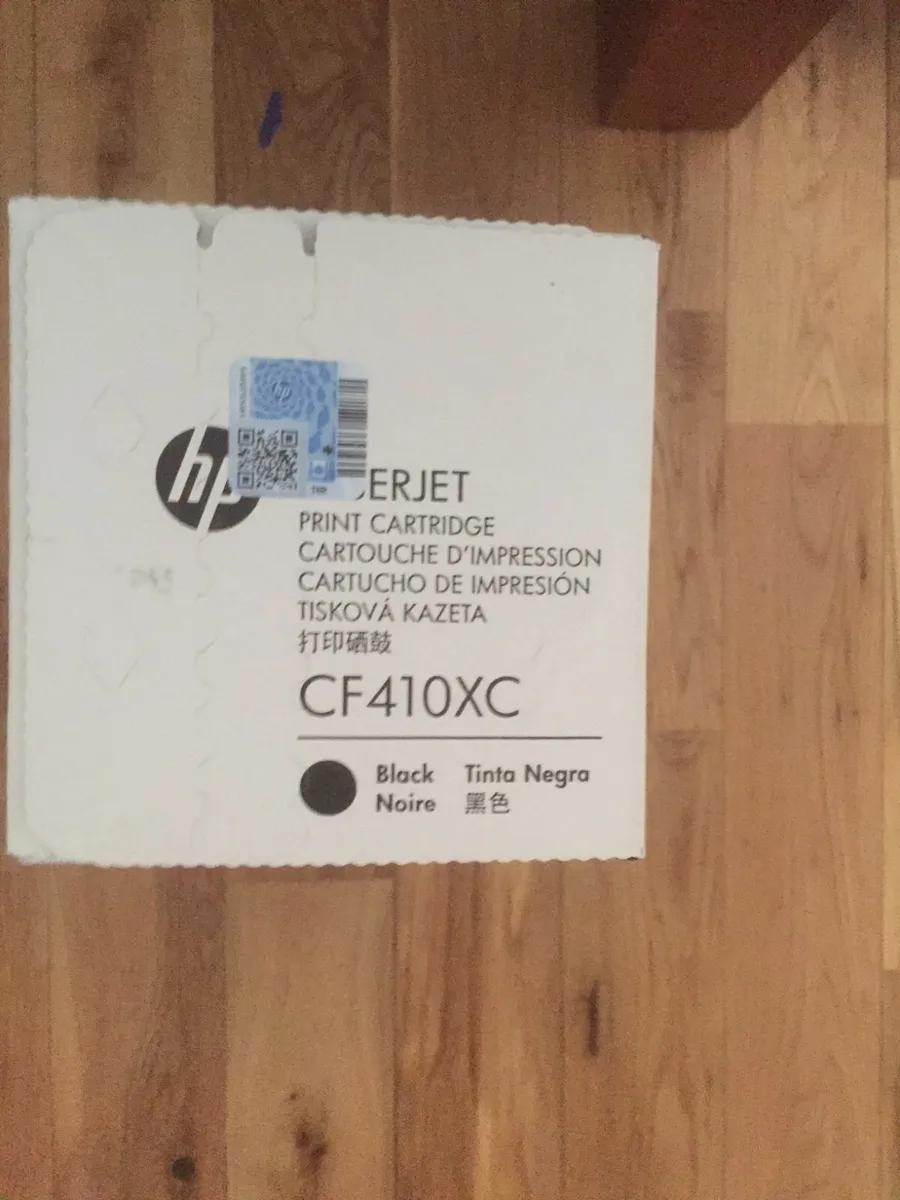 hp
hp
ERJET
PRINT CARTRIDGE
CARTOUCHE D'IMPRESSION
CARTUCHO DE IMPRESIÓN
TISKOVÁ KAZETA
打印硒鼓
CF410XC
Black Tinta Negra
Noire 黑色